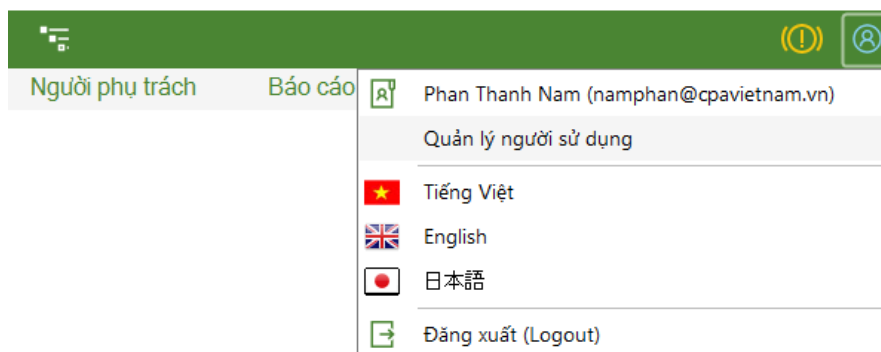 Người phụ trách Báo cáo
Phan Thanh Nam (namphan@cpavietnam.vn)
Quản lý người sử dụng
Tiếng Việt
English
日本語
Đăng xuất (Logout)